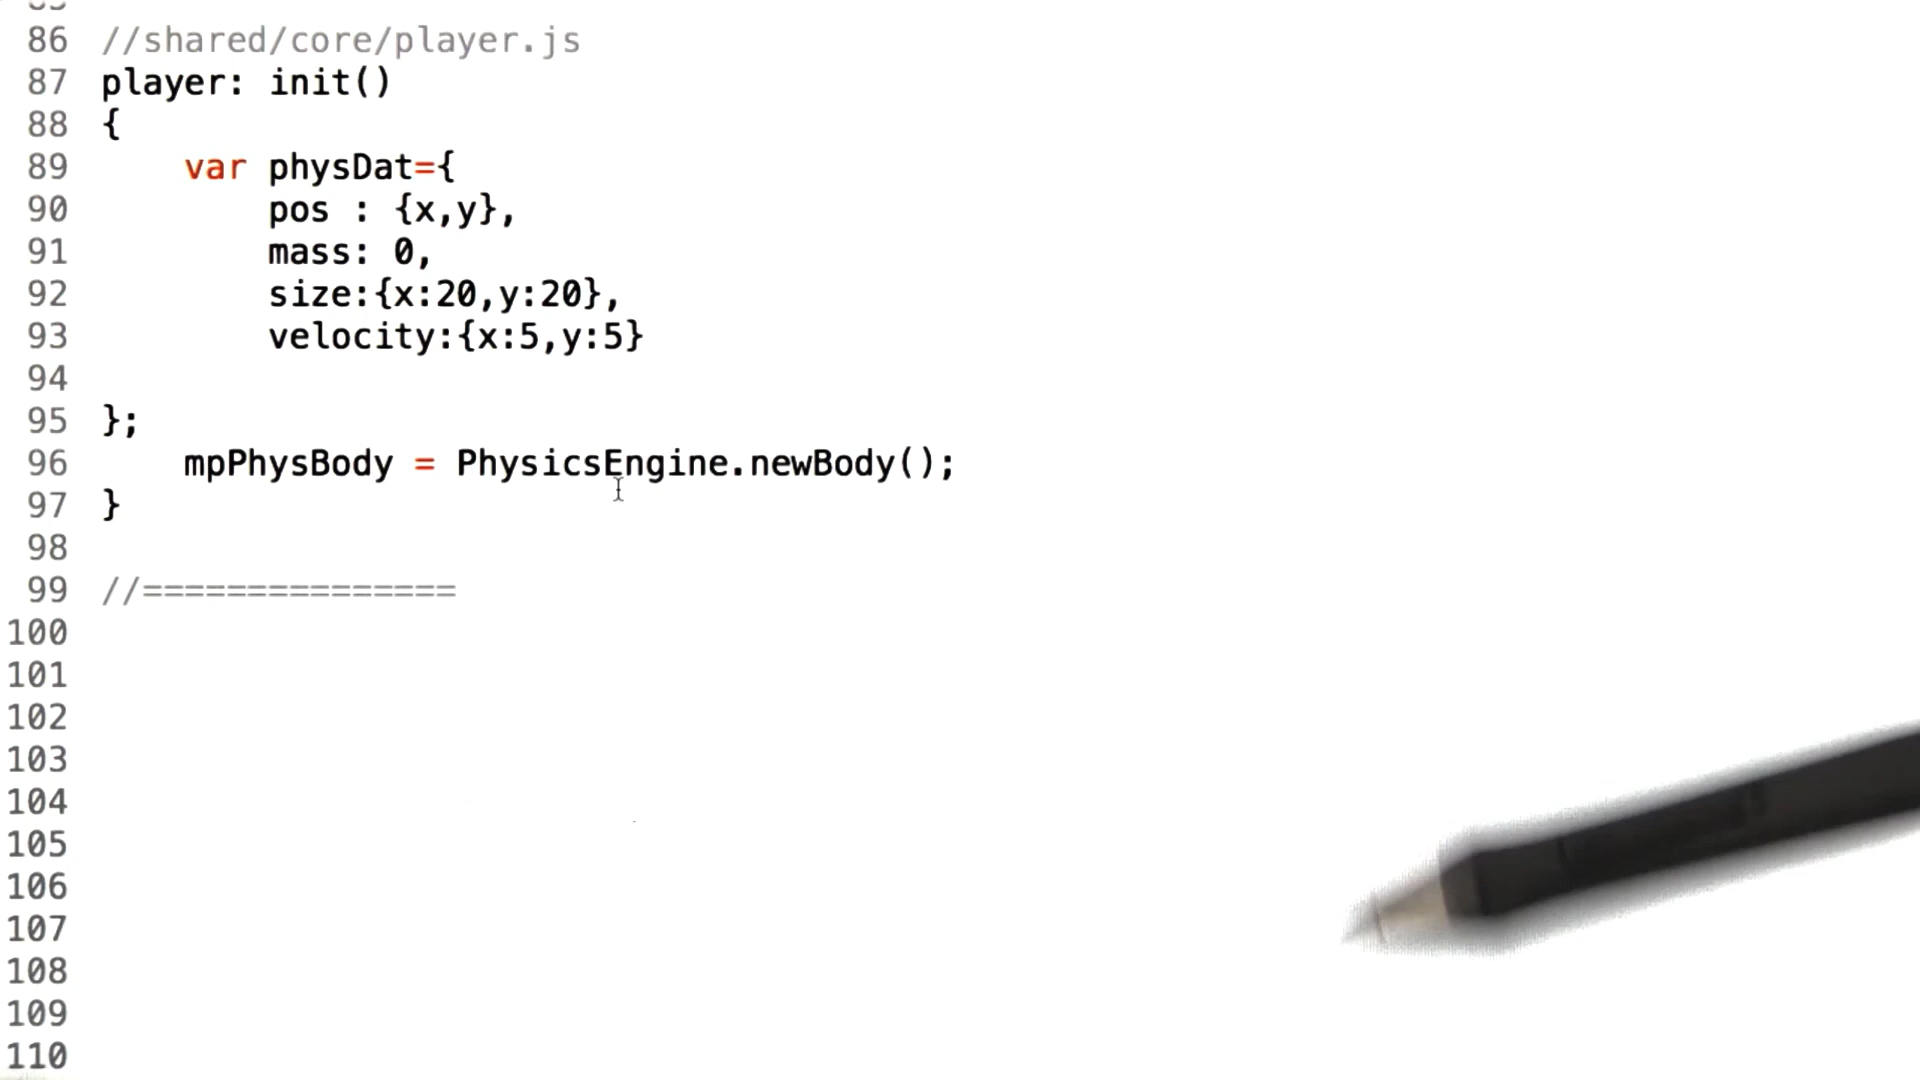 86 //shared/core/player.js
87 player: init()
88 {
89 var physDat={
90 pos : {x,y},
91 mass: 0,
92 size:{x:20,y:20},
93 velocity:{x:5,y:5}
94
95 };
96 mpPhysBody = PhysicsEngine.newBody();
97 }
98
99 //===============
100
101
102
103
104
105
106
107
108
109
110